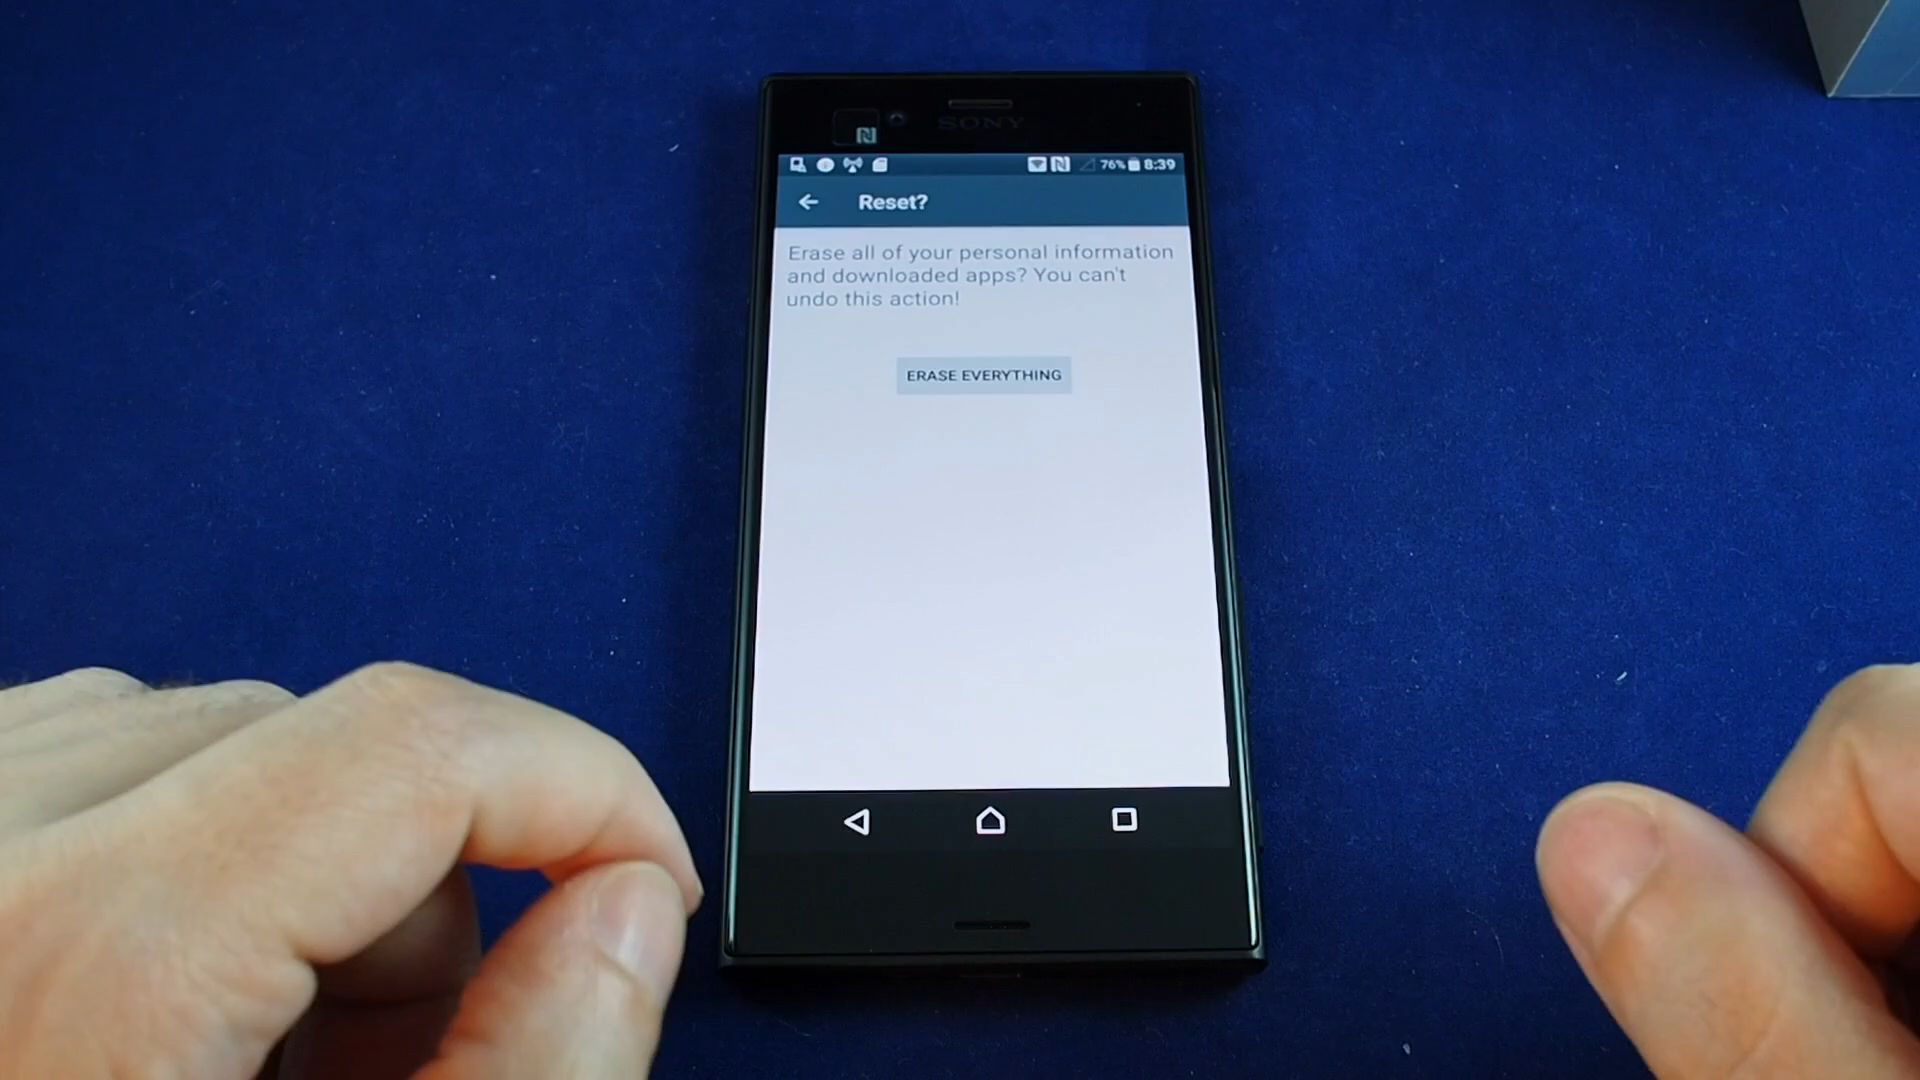 SONY
76% 8:39
Reset?
Erase all of your personal information
and downloaded apps? You can't
undo this action!
ERASE EVERYTHING